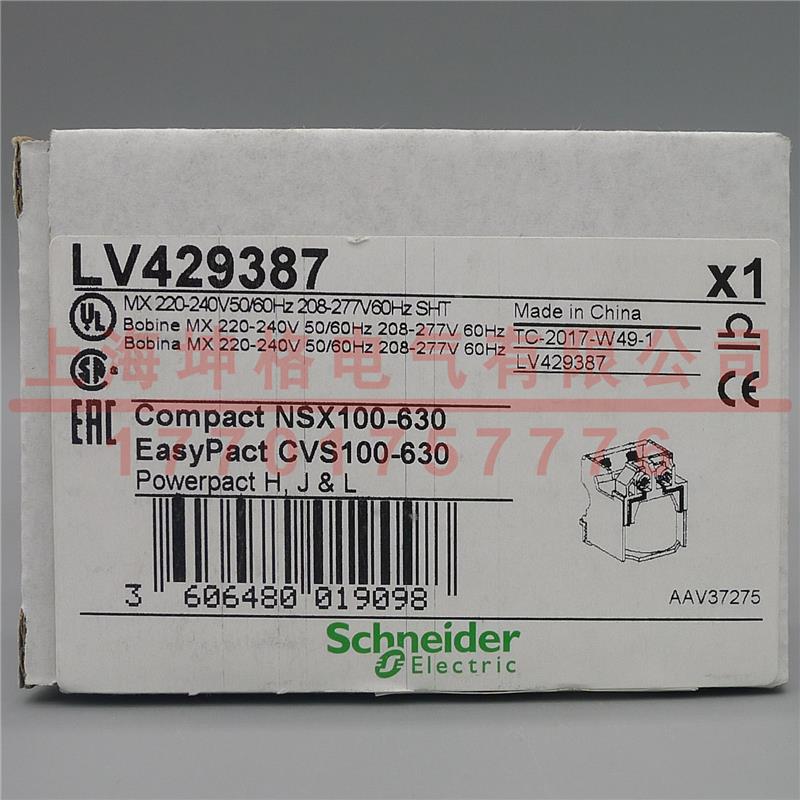 LV429387
x1
MX 220-240V50/60Hz 208-277V60Hz SHT
Bobine MX 220-240V 50/60Hz 208-277V 60Hz
Bobina MX 220-240V 50/60Hz 208-277V 60Hz
Made in China
TC-2017-W49-1
LV429387
UL
SA
CE
EAC
上海坤格电气有限公司
17701757776
Compact NSX100-630
EasyPact CVS100-630
Powerpact H, J & L
3 606480 019098
AAV37275
Schneider
Electric